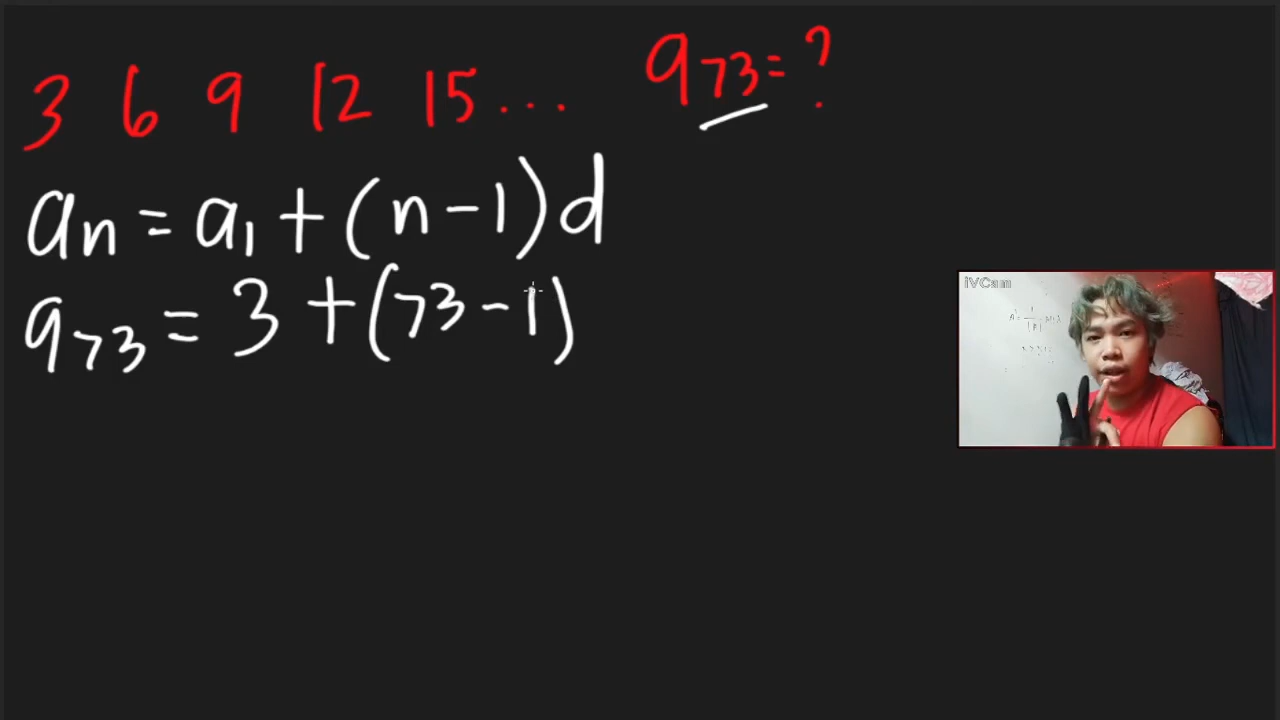 3 6 9 12 15... a73=?
an = a1 + (n-1)d
a73 = 3 + (73-1)
iVCam